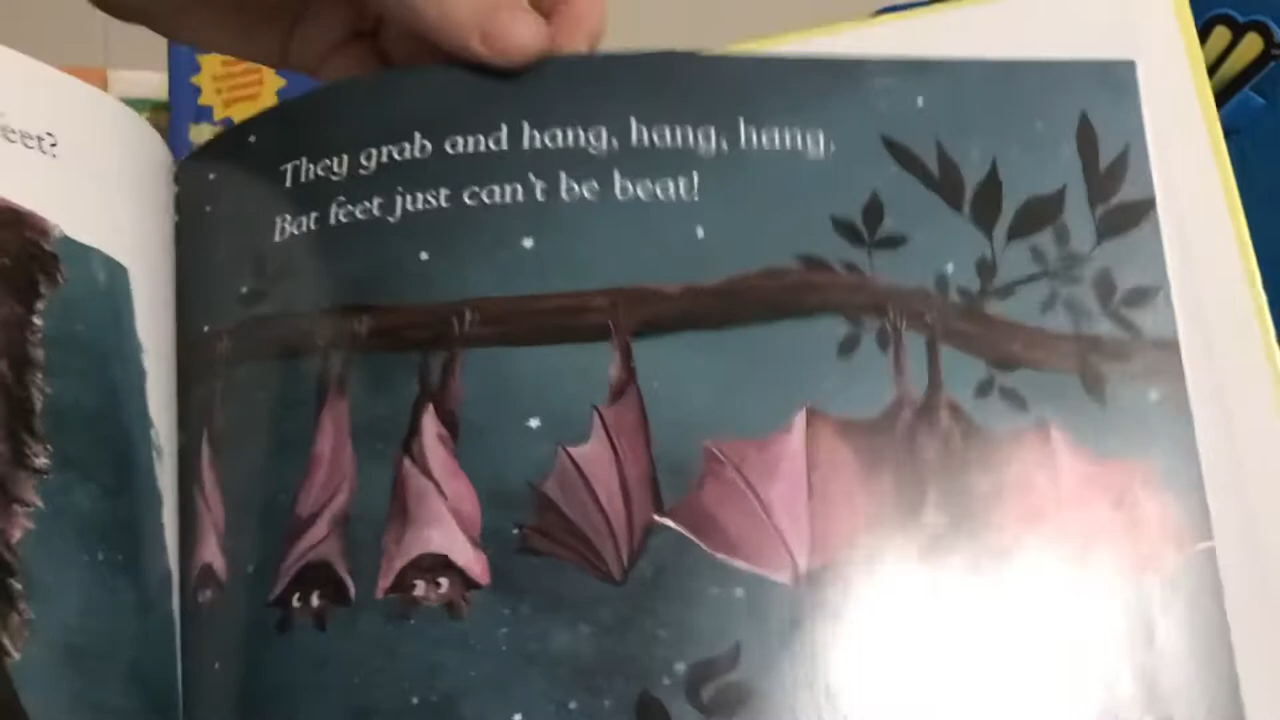 eet?
They grab and hang, hang, hang,
Bat feet just can't be beat!